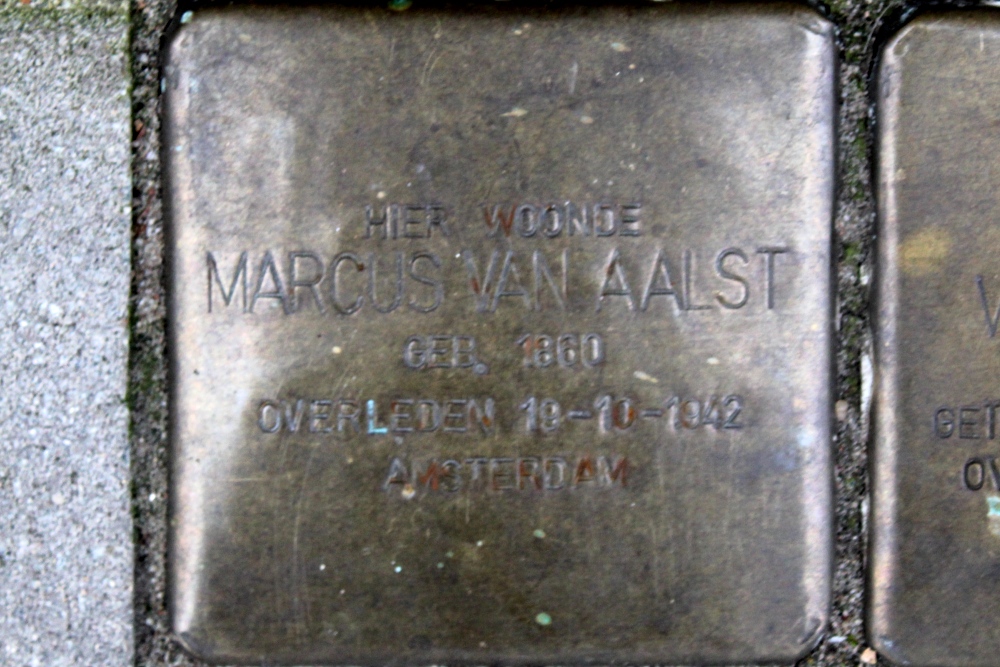 HIER WOONDE
MARCUS VAN AALST
GEB. 1860
OVERLEDEN 19-10-1942
AMSTERDAM